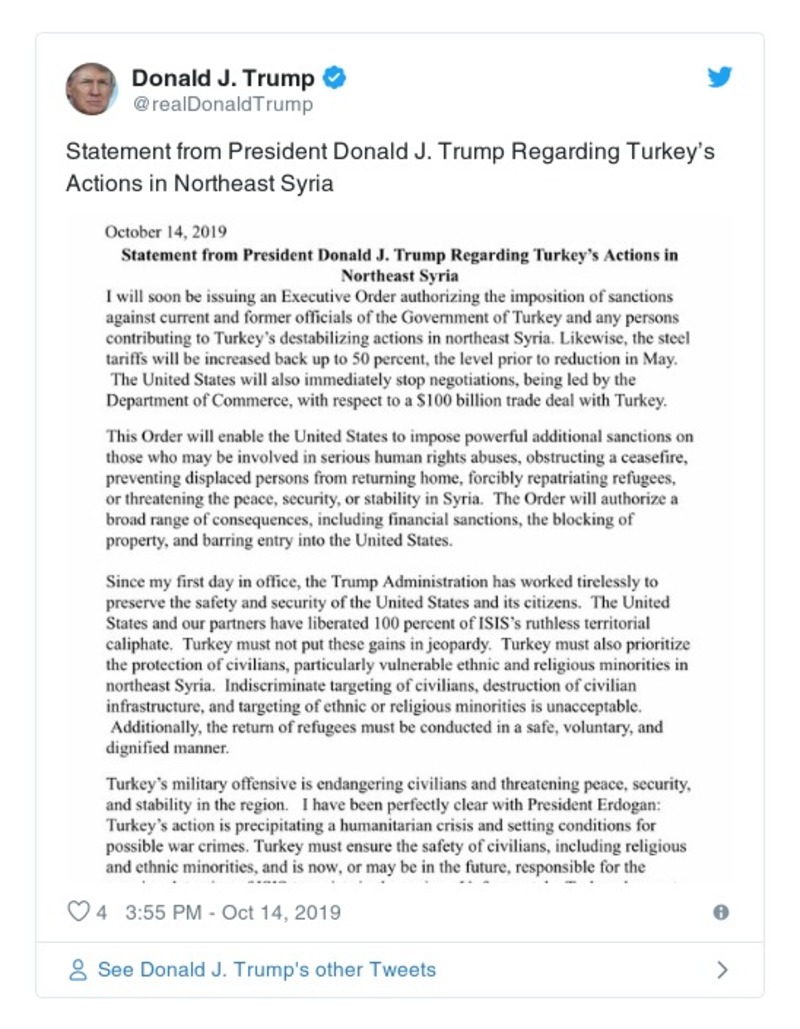 Donald J. Trump
@realDonaldTrump
Statement from President Donald J. Trump Regarding Turkey’s
Actions in Northeast Syria
October 14, 2019
Statement from President Donald J. Trump Regarding Turkey’s Actions in
Northeast Syria
I will soon be issuing an Executive Order authorizing the imposition of sanctions
against current and former officials of the Government of Turkey and any persons
contributing to Turkey’s destabilizing actions in northeast Syria. Likewise, the steel
tariffs will be increased back up to 50 percent, the level prior to reduction in May.
The United States will also immediately stop negotiations, being led by the
Department of Commerce, with respect to a $100 billion trade deal with Turkey.
This Order will enable the United States to impose powerful additional sanctions on
those who may be involved in serious human rights abuses, obstructing a ceasefire,
preventing displaced persons from returning home, forcibly repatriating refugees,
or threatening the peace, security, or stability in Syria. The Order will authorize a
broad range of consequences, including financial sanctions, the blocking of
property, and barring entry into the United States.
Since my first day in office, the Trump Administration has worked tirelessly to
preserve the safety and security of the United States and its citizens. The United
States and our partners have liberated 100 percent of ISIS’s ruthless territorial
caliphate. Turkey must not put these gains in jeopardy. Turkey must also prioritize
the protection of civilians, particularly vulnerable ethnic and religious minorities in
northeast Syria. Indiscriminate targeting of civilians, destruction of civilian
infrastructure, and targeting of ethnic or religious minorities is unacceptable.
Additionally, the return of refugees must be conducted in a safe, voluntary, and
dignified manner.
Turkey’s military offensive is endangering civilians and threatening peace, security,
and stability in the region. I have been perfectly clear with President Erdogan:
Turkey’s action is precipitating a humanitarian crisis and setting conditions for
possible war crimes. Turkey must ensure the safety of civilians, including religious
and ethnic minorities, and is now, or may be in the future, responsible for the
4 3:55 PM - Oct 14, 2019
See Donald J. Trump's other Tweets